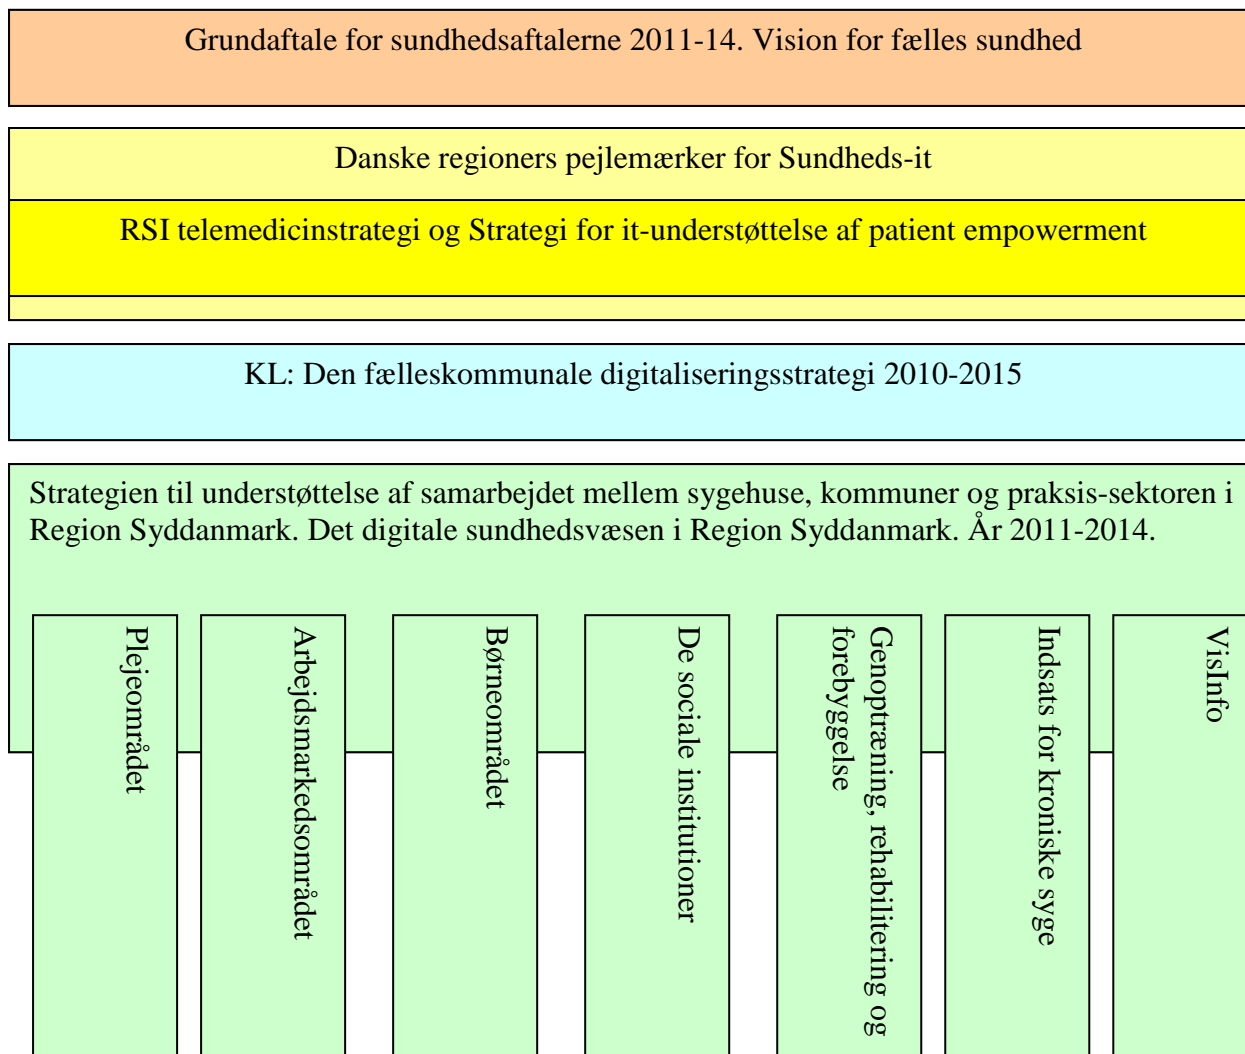 Grundaftale for sundhedsaftalerne 2011-14. Vision for fælles sundhed
Danske regioners pejlemærker for Sundheds-it
RSI telemedicinstrategi og Strategi for it-understøttelse af patient empowerment
KL: Den fælleskommunale digitaliseringsstrategi 2010-2015
Strategien til understøttelse af samarbejdet mellem sygehuse, kommuner og praksis-sektoren i
Region Syddanmark. Det digitale sundhedsvæsen i Region Syddanmark. År 2011-2014.
Plejeområdet
Arbejdsmarkedsområdet
Børneområdet
De sociale institutioner
Genoptræning, rehabilitering og
forebyggelse
Indsats for kroniske syge
VisInfo